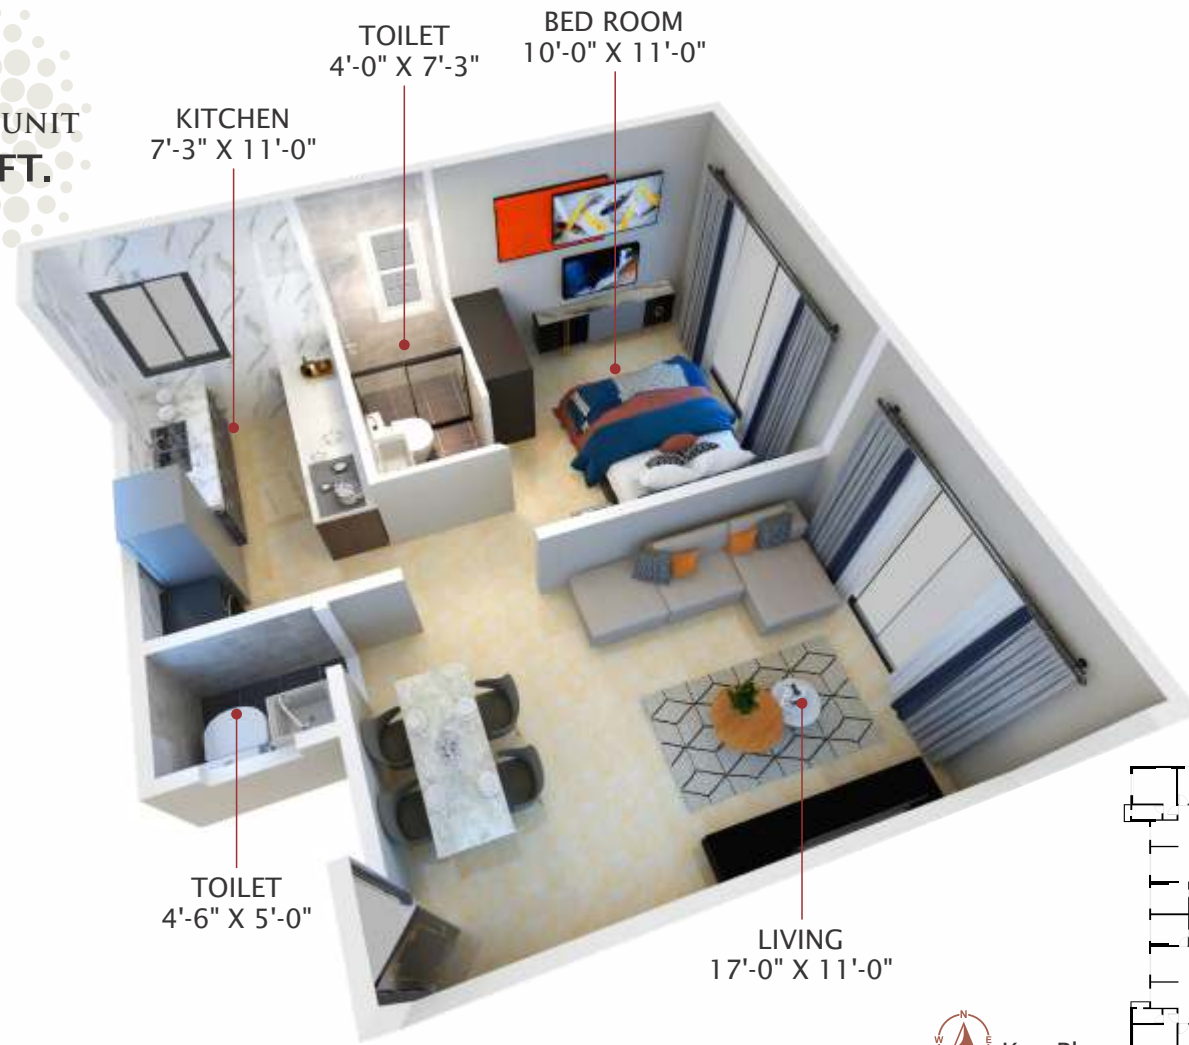 TOILET
4'-0" X 7'-3"
BED ROOM
10'-0" X 11'-0"
UNIT
FT.
KITCHEN
7'-3" X 11'-0"
TOILET
4'-6" X 5'-0"
LIVING
17'-0" X 11'-0"
N
W
E